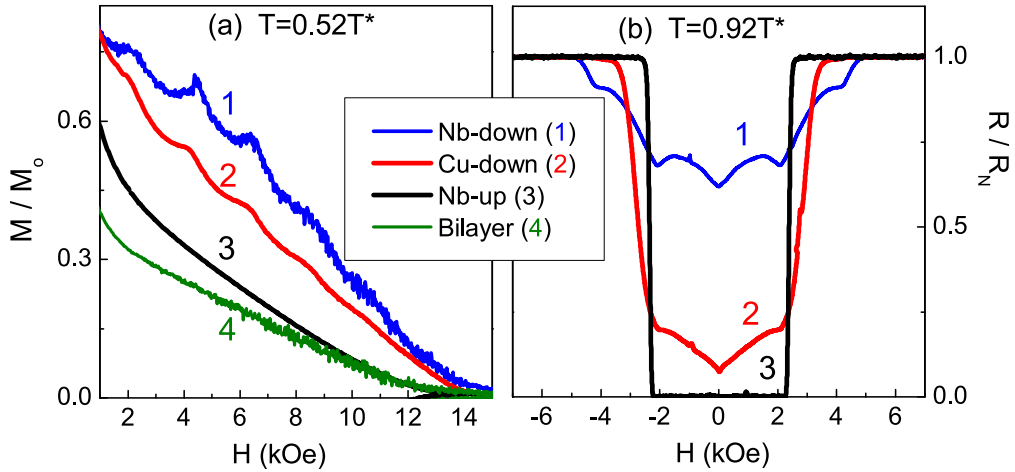 (a) T=0.52T*
(b) T=0.92T*
M / Mₒ
0.6
0.3
0.0
1
2
3
4
2 4 6 8 10 12 14
H (kOe)
Nb-down (1)
Cu-down (2)
Nb-up (3)
Bilayer (4)
1
2
3
-6 -4 -2 0 2 4 6
H (kOe)
1.0
0.5
0.0
R / R_N